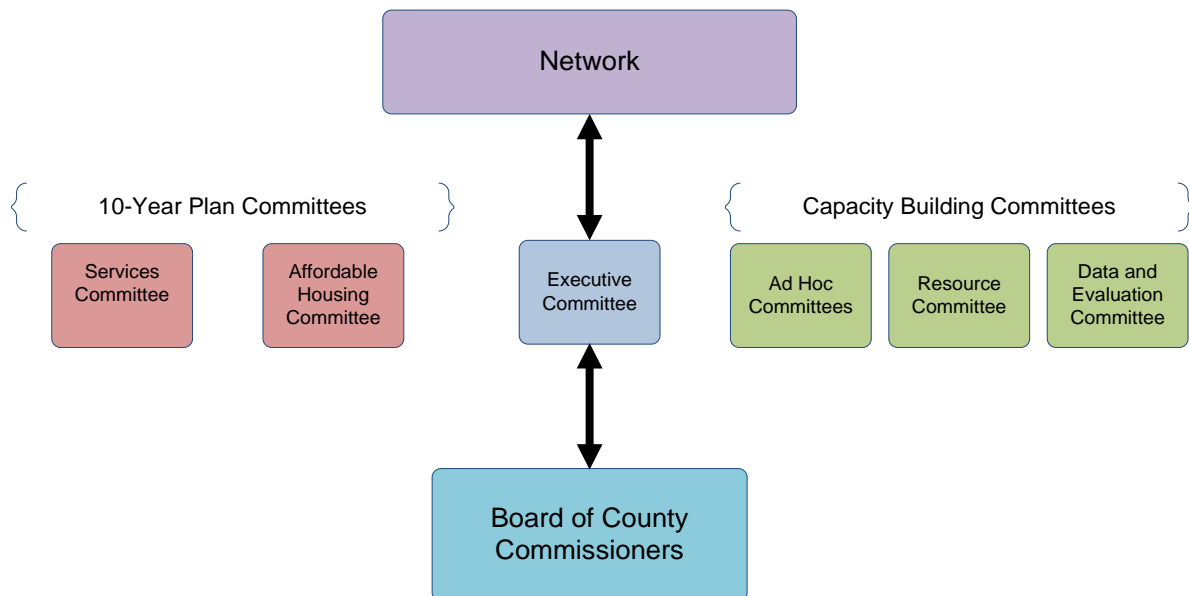 Network
10-Year Plan Committees
Capacity Building Committees
Services
Committee
Affordable
Housing
Committee
Executive
Committee
Ad Hoc
Committees
Resource
Committee
Data and
Evaluation
Committee
Board of County
Commissioners